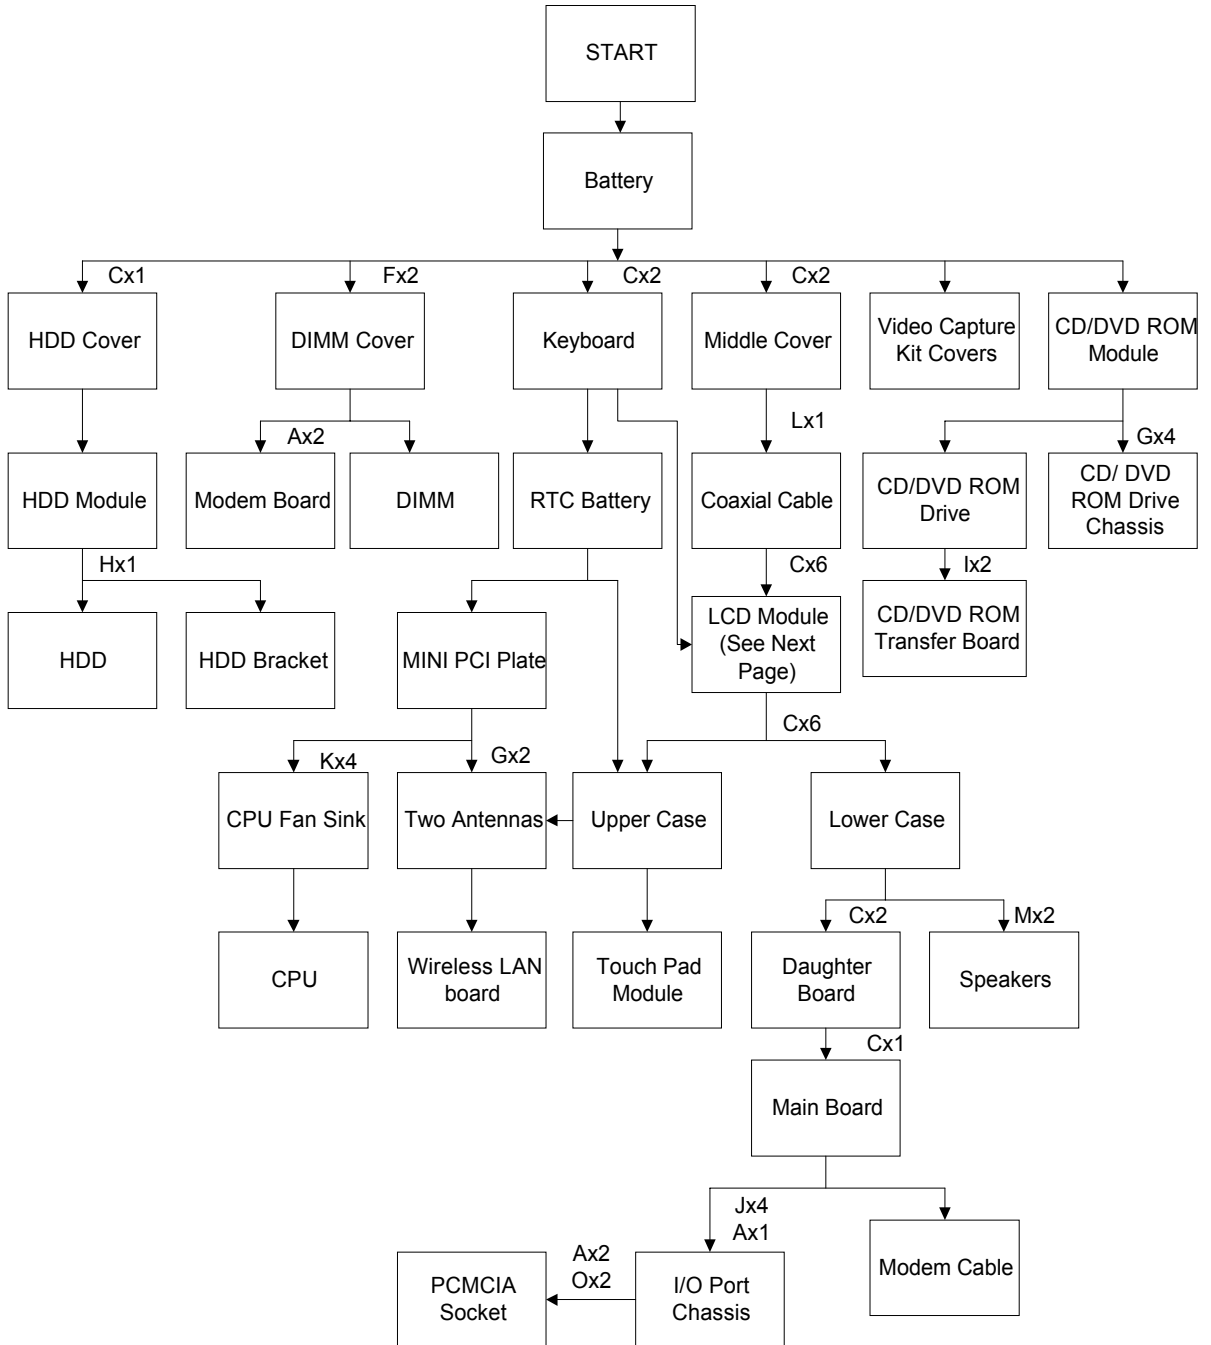 START
Battery
Cx1
Fx2
Cx2
Cx2
HDD Cover
DIMM Cover
Keyboard
Middle Cover
Video Capture
Kit Covers
CD/DVD ROM
Module
Ax2
Lx1
Gx4
HDD Module
Modem Board
DIMM
RTC Battery
Coaxial Cable
CD/DVD ROM
Drive
CD/ DVD
ROM Drive
Chassis
Hx1
Cx6
Ix2
HDD
HDD Bracket
MINI PCI Plate
LCD Module
(See Next
Page)
CD/DVD ROM
Transfer Board
Cx6
Kx4
Gx2
CPU Fan Sink
Two Antennas
Upper Case
Lower Case
Cx2
Mx2
CPU
Wireless LAN
board
Touch Pad
Module
Daughter
Board
Speakers
Cx1
Main Board
Jx4
Ax1
Ax2
Ox2
PCMCIA
Socket
I/O Port
Chassis
Modem Cable